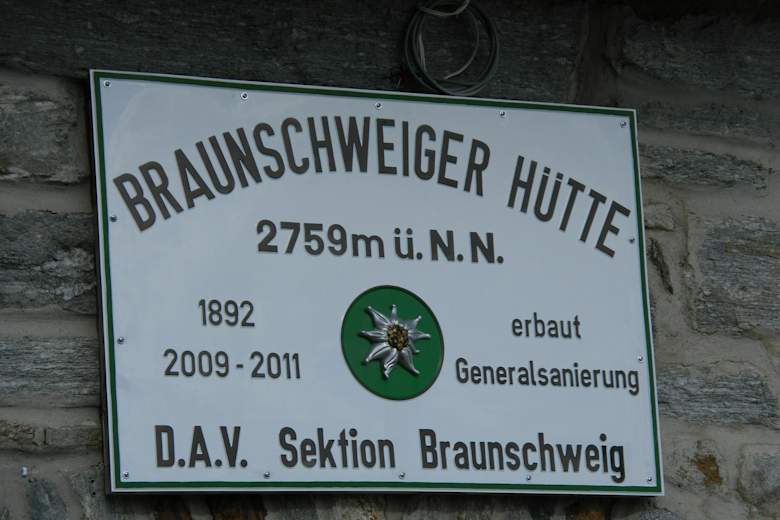 BRAUNSCHWEIGER HÜTTE
2759m ü.N.N.
1892 erbaut
2009-2011 Generalsanierung
D.A.V. Sektion Braunschweig